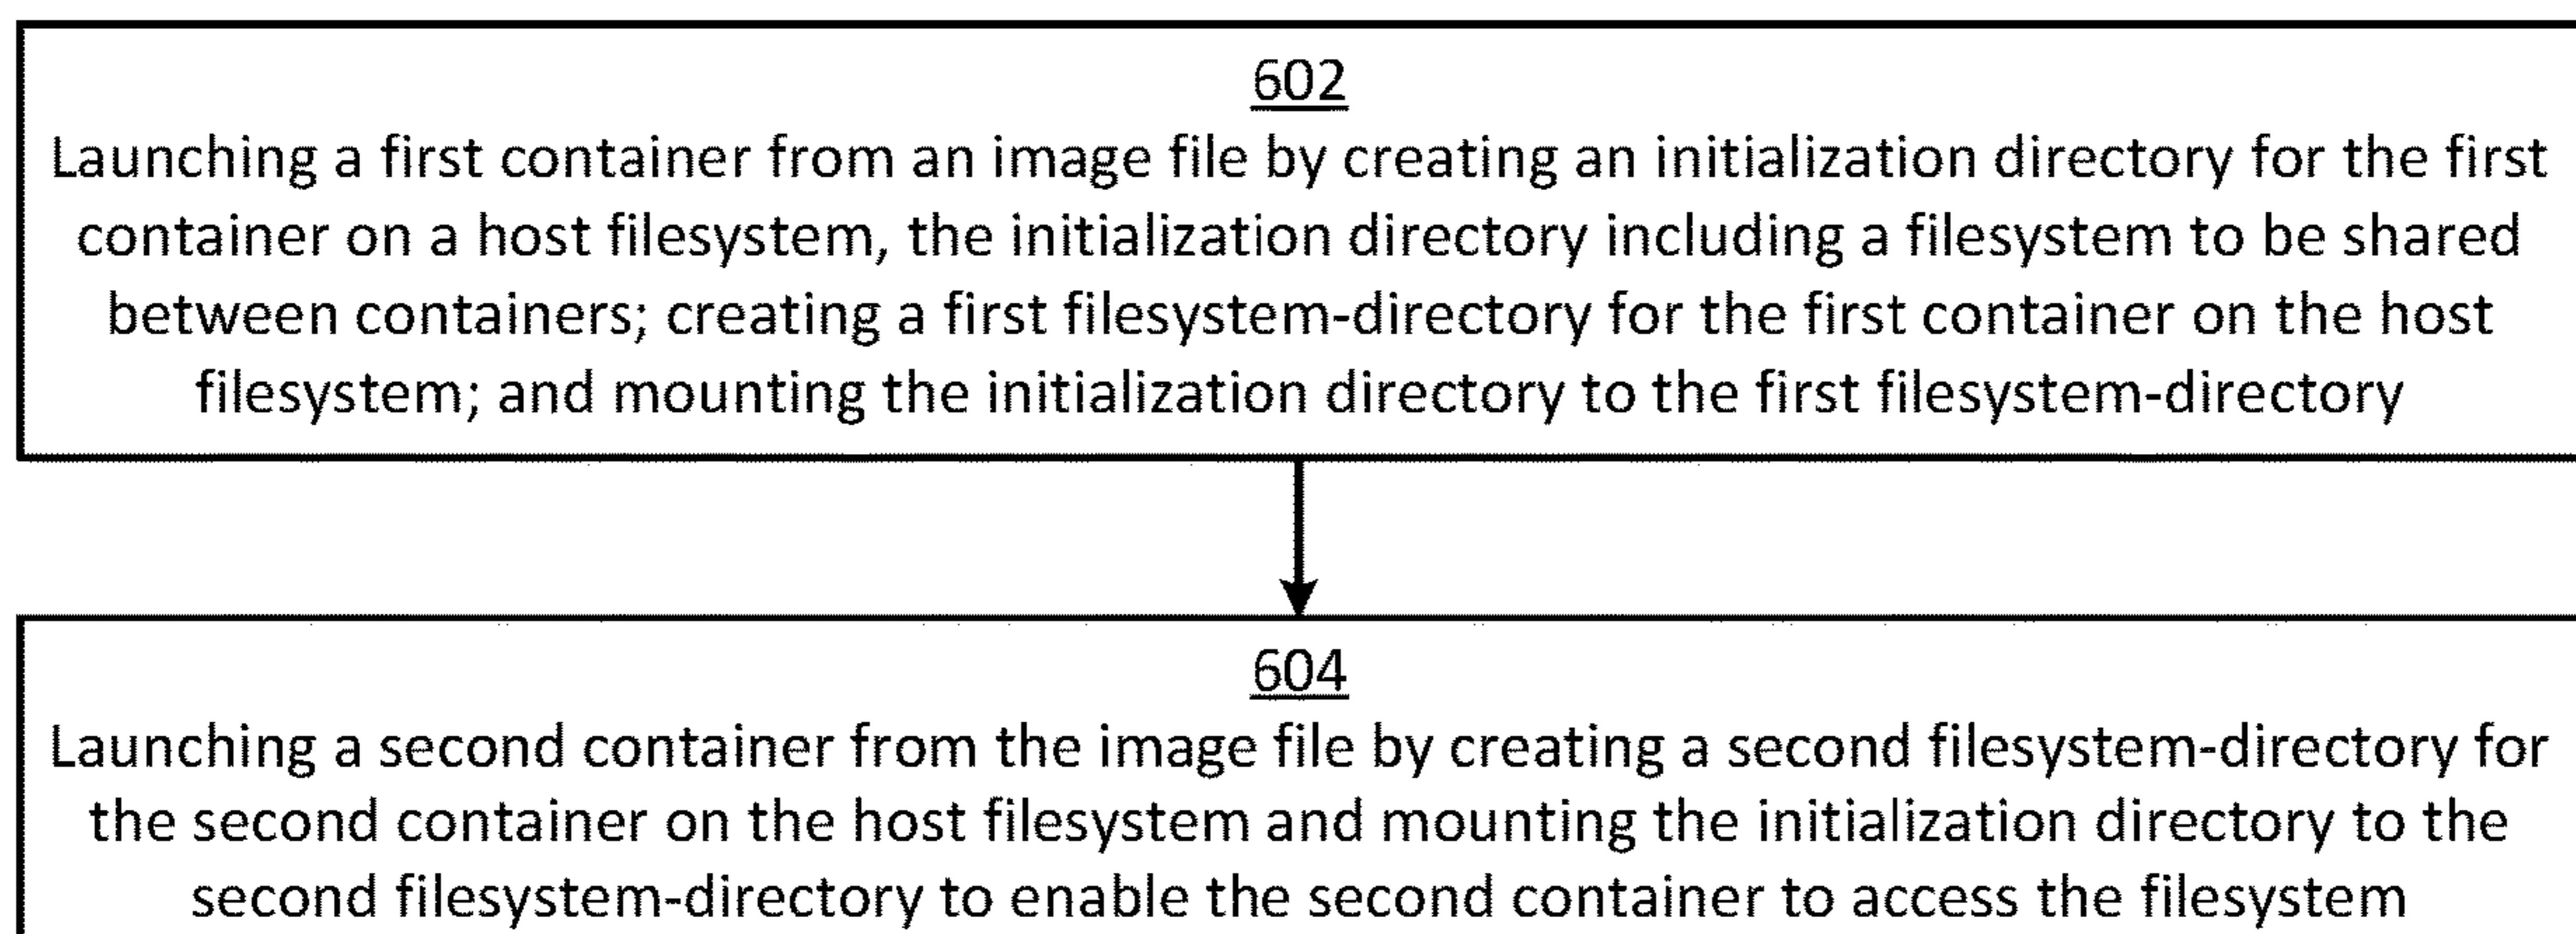 602
Launching a first container from an image file by creating an initialization directory for the first
container on a host filesystem, the initialization directory including a filesystem to be shared
between containers; creating a first filesystem-directory for the first container on the host
filesystem; and mounting the initialization directory to the first filesystem-directory
604
Launching a second container from the image file by creating a second filesystem-directory for
the second container on the host filesystem and mounting the initialization directory to the
second filesystem-directory to enable the second container to access the filesystem